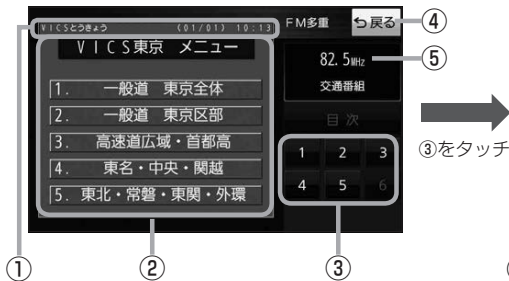 VICSとうきょう (01/01) 10:13
FM多重
戻る
④
VICS東京 メニュー
82.5MHz
⑤
交通番組
1. 一般道 東京全体
目次
2. 一般道 東京区部
3. 高速道広域・首都高
1 2 3
③をタッチ
4. 東名・中央・関越
4 5 6
5. 東北・常磐・東関・外環
① ② ③